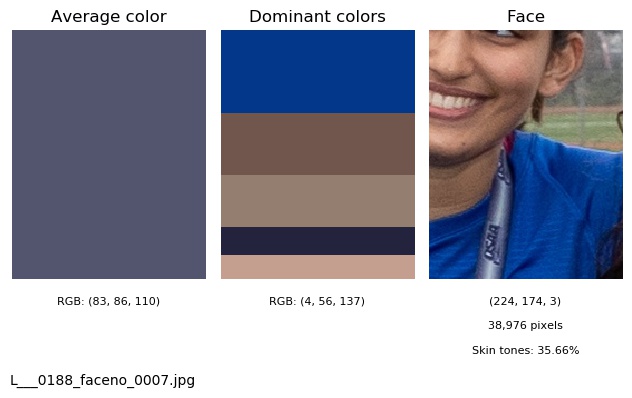 Average color
Dominant colors
Face
RGB: (83, 86, 110)
RGB: (4, 56, 137)
(224, 174, 3)
38,976 pixels
Skin tones: 35.66%
L___0188_faceno_0007.jpg